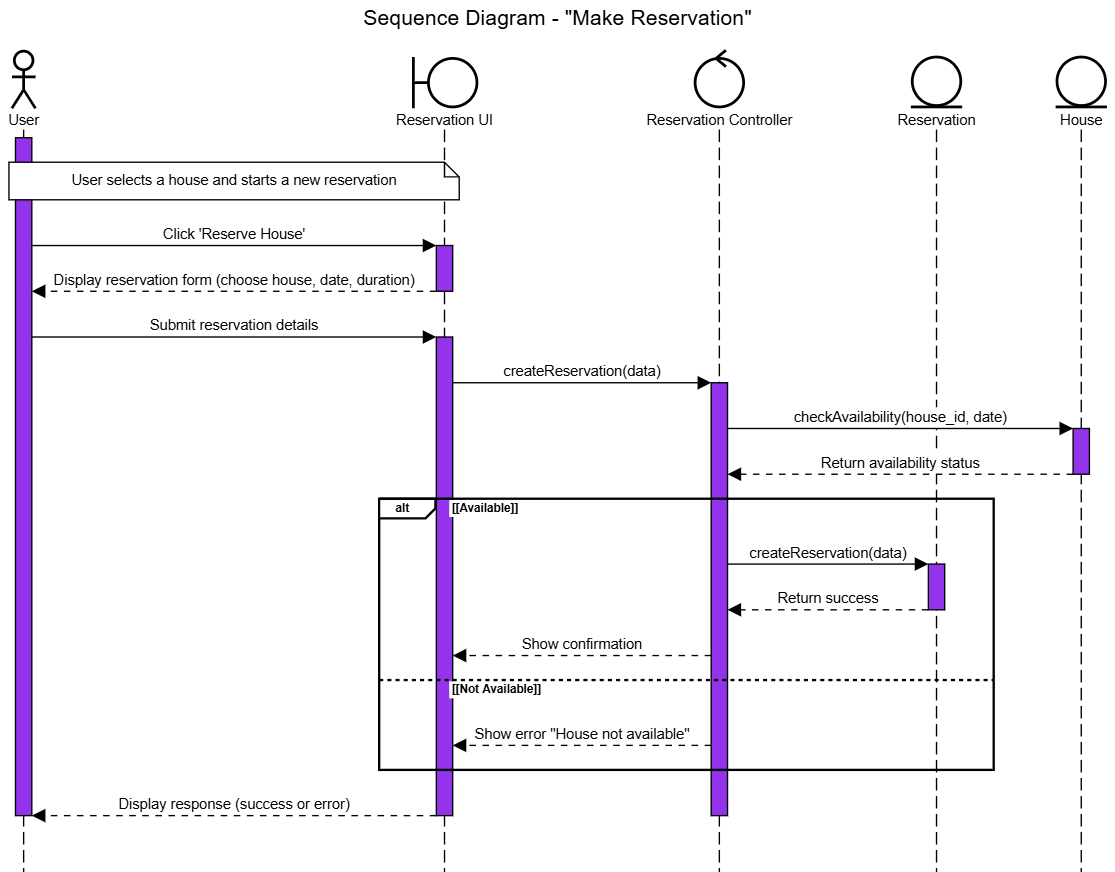 Sequence Diagram - "Make Reservation"
User
Reservation UI
Reservation Controller
Reservation
House
User selects a house and starts a new reservation
Click 'Reserve House'
Display reservation form (choose house, date, duration)
Submit reservation details
createReservation(data)
checkAvailability(house_id, date)
Return availability status
alt
[[Available]]
createReservation(data)
Return success
Show confirmation
[[Not Available]]
Show error "House not available"
Display response (success or error)